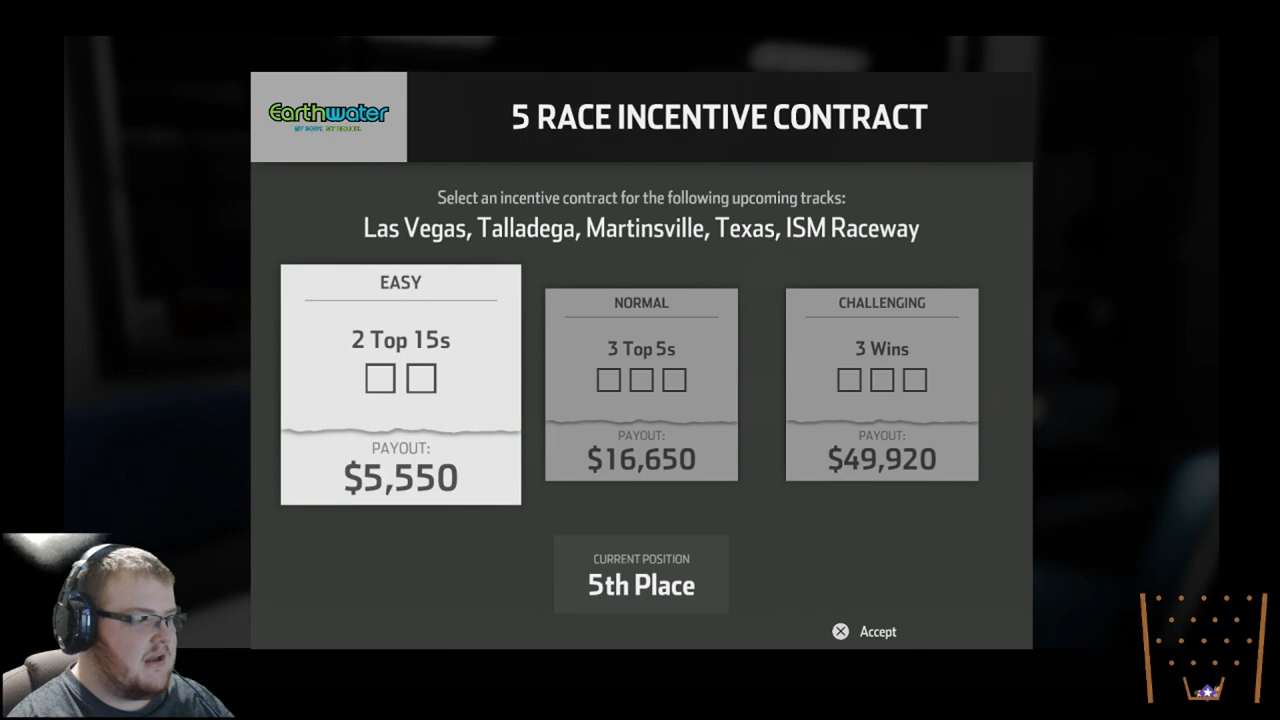 Earthwater
5 RACE INCENTIVE CONTRACT
Select an incentive contract for the following upcoming tracks:
Las Vegas, Talladega, Martinsville, Texas, ISM Raceway
EASY
2 Top 15s
PAYOUT:
$5,550
NORMAL
3 Top 5s
PAYOUT:
$16,650
CHALLENGING
3 Wins
PAYOUT:
$49,920
CURRENT POSITION
5th Place
Accept